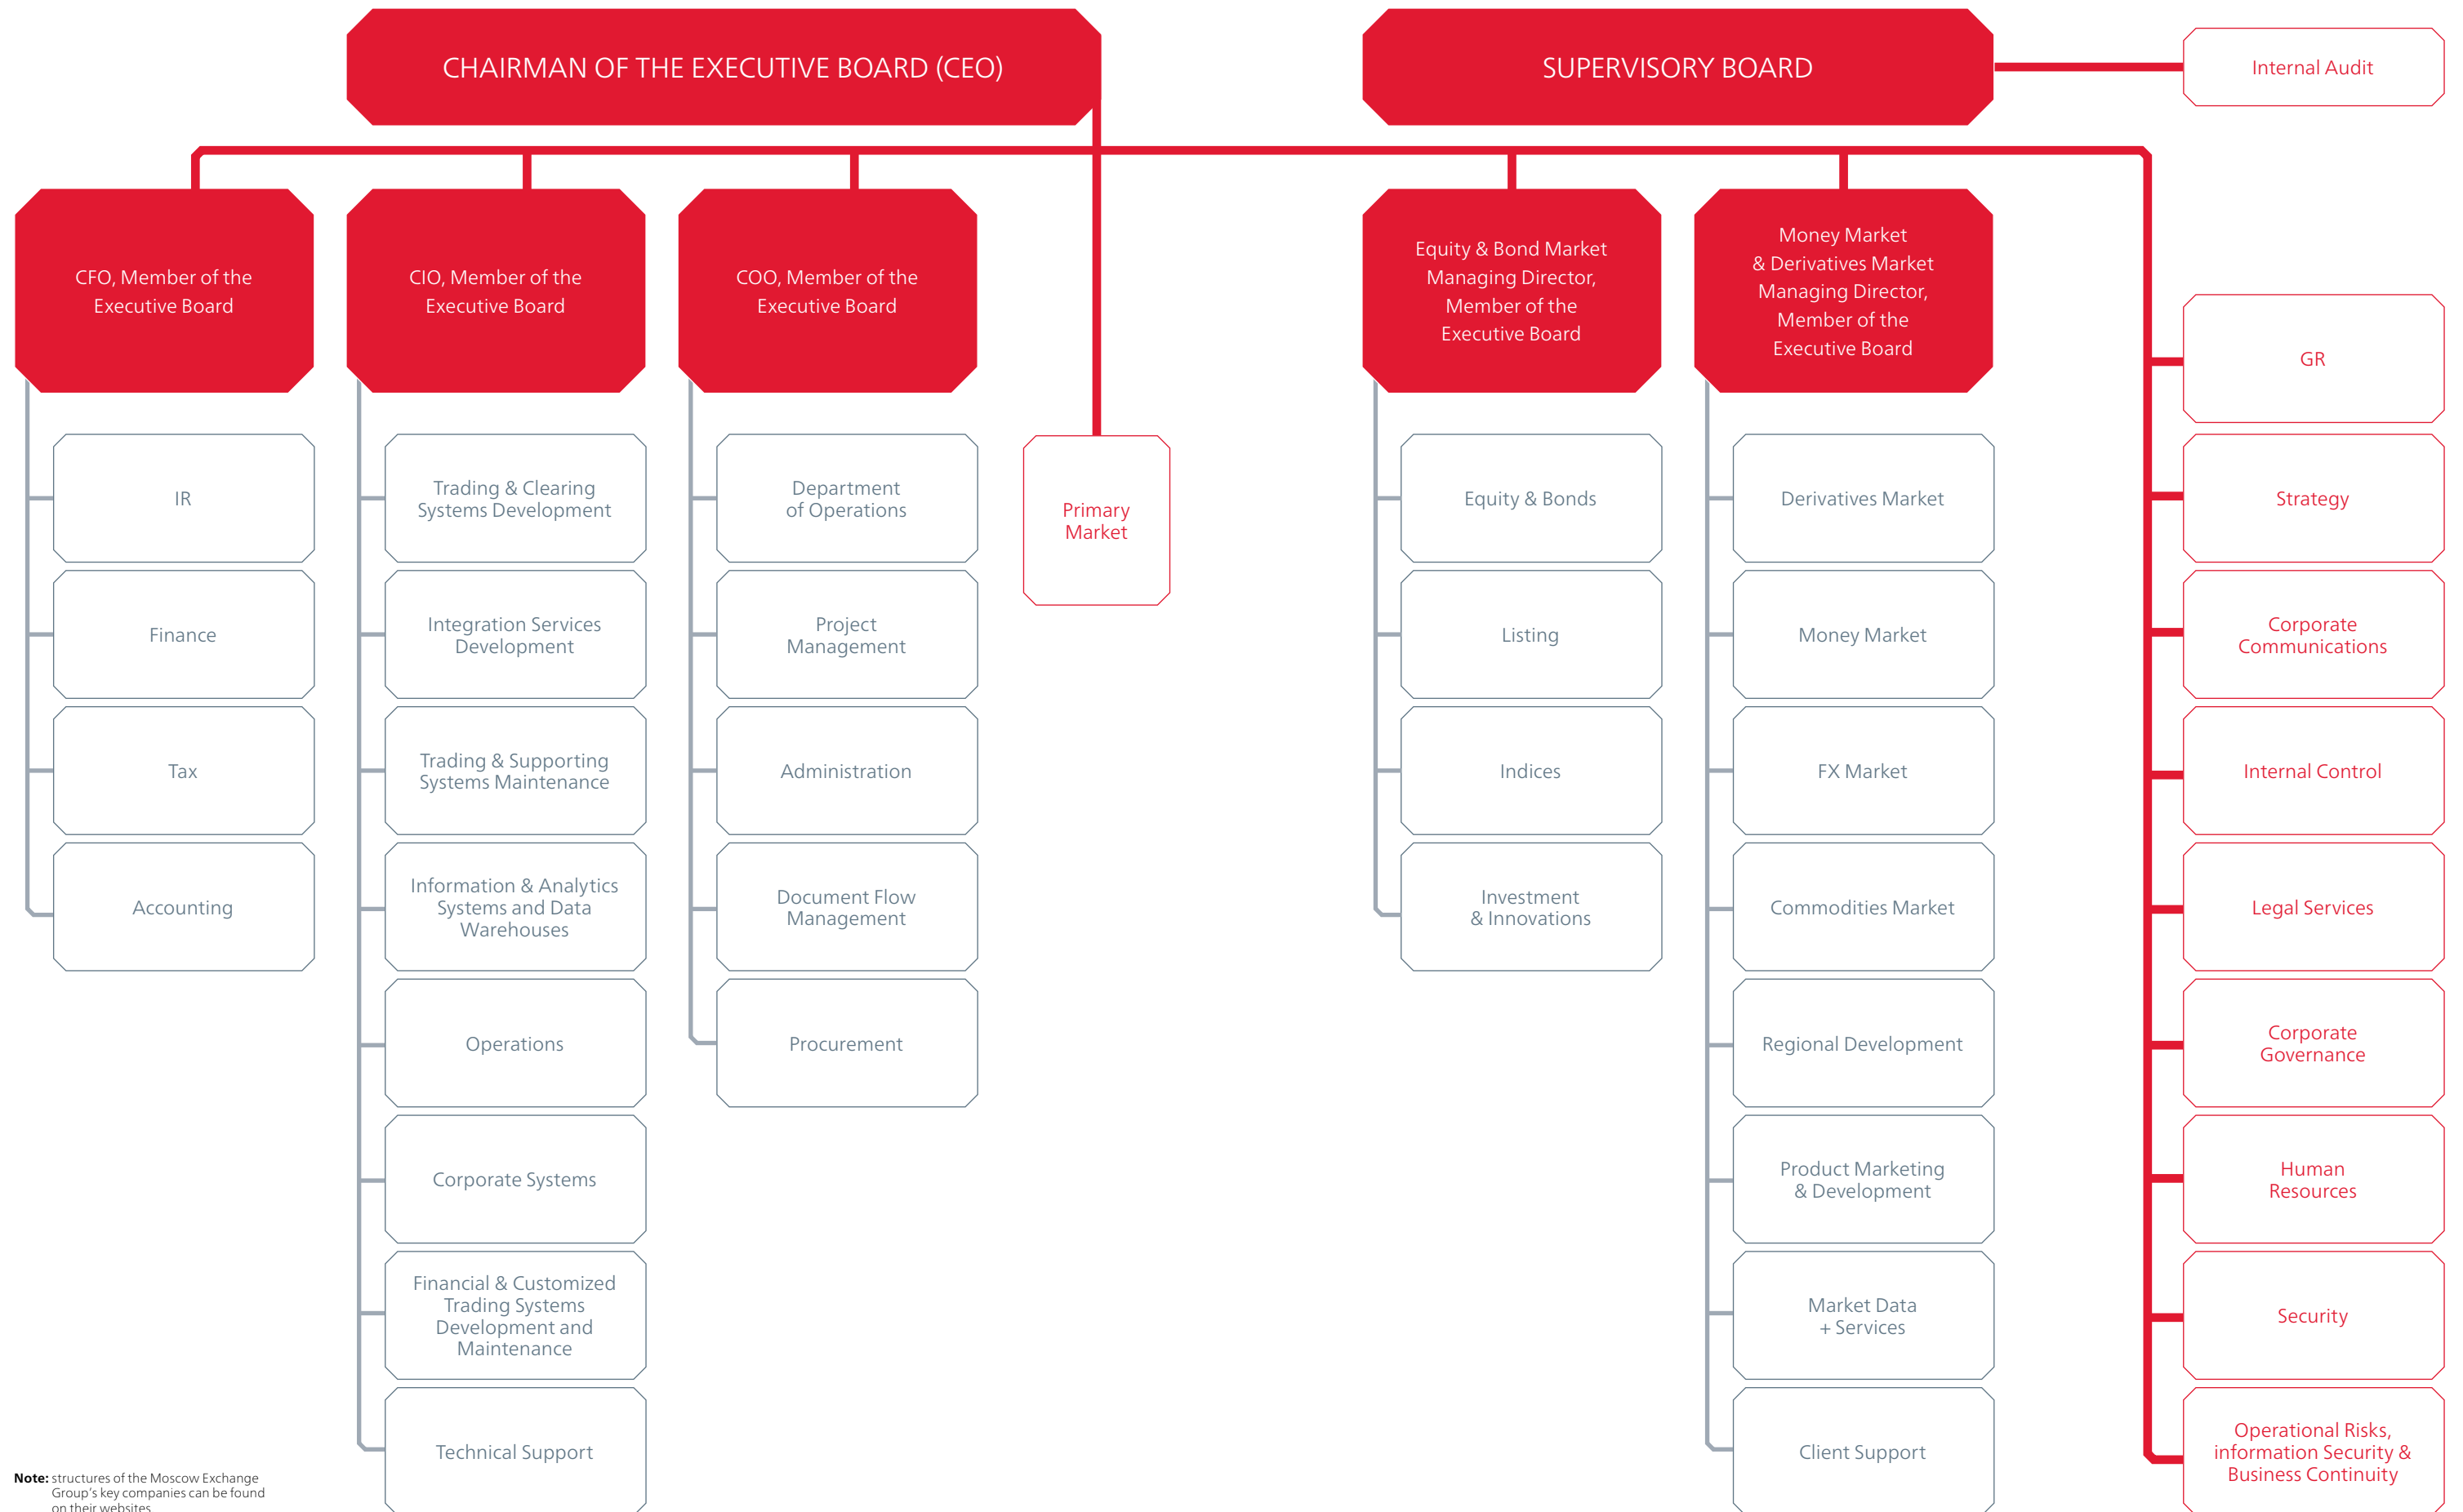 CHAIRMAN OF THE EXECUTIVE BOARD (CEO)
SUPERVISORY BOARD
Internal Audit
CFO, Member of the
Executive Board
CIO, Member of the
Executive Board
COO, Member of the
Executive Board
Equity & Bond Market
Managing Director,
Member of the
Executive Board
Money Market
& Derivatives Market
Managing Director,
Member of the
Executive Board
IR
Finance
Tax
Accounting
Trading & Clearing
Systems Development
Integration Services
Development
Trading & Supporting
Systems Maintenance
Information & Analytics
Systems and Data
Warehouses
Operations
Corporate Systems
Financial & Customized
Trading Systems
Development and
Maintenance
Technical Support
Department
of Operations
Project
Management
Administration
Document Flow
Management
Procurement
Primary
Market
Equity & Bonds
Listing
Indices
Investment
& Innovations
Derivatives Market
Money Market
FX Market
Commodities Market
Regional Development
Product Marketing
& Development
Market Data
+ Services
Client Support
GR
Strategy
Corporate
Communications
Internal Control
Legal Services
Corporate
Governance
Human
Resources
Security
Operational Risks,
information Security &
Business Continuity
Note: structures of the Moscow Exchange
Group's key companies can be found
on their websites